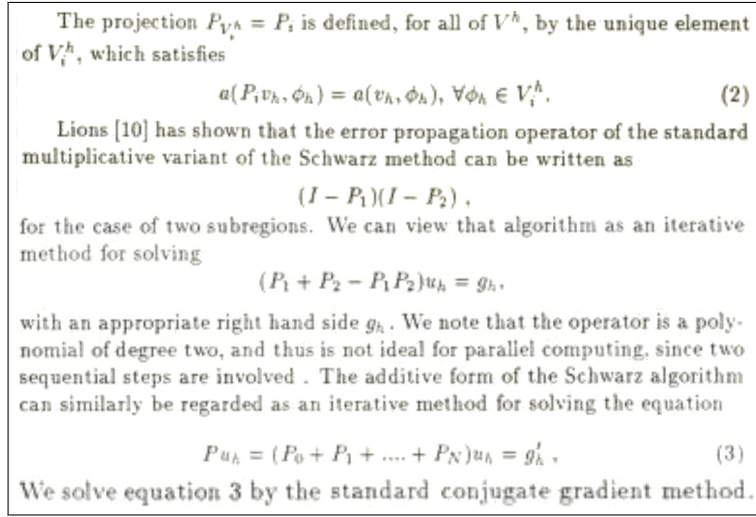 The projection P_{V_i^h} = P_i is defined, for all of V^h, by the unique element
of V_i^h, which satisfies
a(P_i v_h, ϕ_h) = a(v_h, ϕ_h), ∀ϕ_h ∈ V_i^h. (2)
Lions [10] has shown that the error propagation operator of the standard
multiplicative variant of the Schwarz method can be written as
(I − P_1)(I − P_2) ,
for the case of two subregions. We can view that algorithm as an iterative
method for solving
(P_1 + P_2 − P_1 P_2)u_h = g_h,
with an appropriate right hand side g_h. We note that the operator is a poly-
nomial of degree two, and thus is not ideal for parallel computing, since two
sequential steps are involved . The additive form of the Schwarz algorithm
can similarly be regarded as an iterative method for solving the equation
Pu_h = (P_0 + P_1 + .... + P_N)u_h = g'_h , (3)
We solve equation 3 by the standard conjugate gradient method.